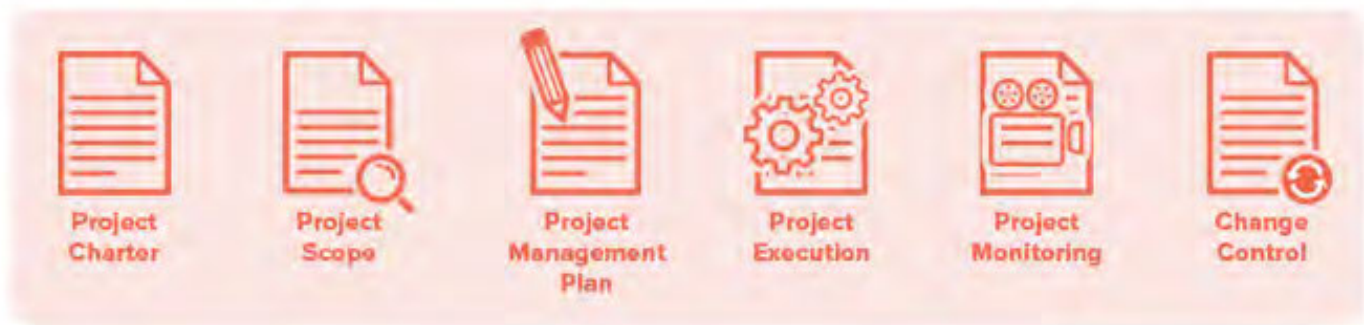 Project Charter
Project Scope
Project Management Plan
Project Execution
Project Monitoring
Change Control